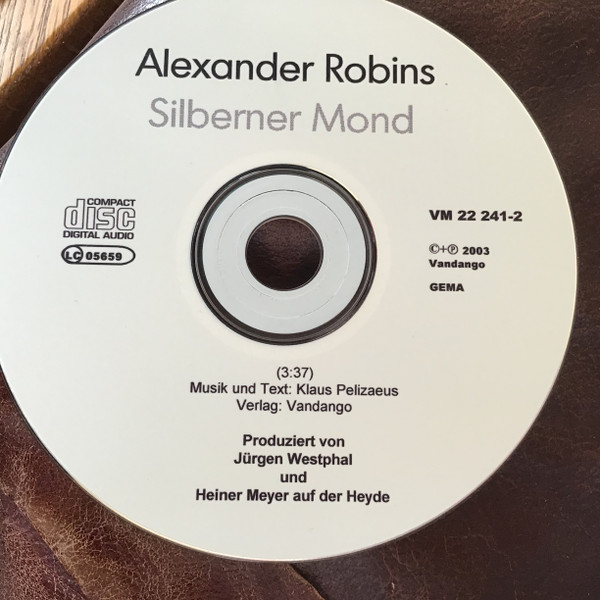 Alexander Robins
Silberner Mond
COMPACT
disc
DIGITAL AUDIO
LC 05659
VM 22 241-2
©+℗ 2003
Vandango
GEMA
(3:37)
Musik und Text: Klaus Pelizaeus
Verlag: Vandango
Produziert von
Jürgen Westphal
und
Heiner Meyer auf der Heyde